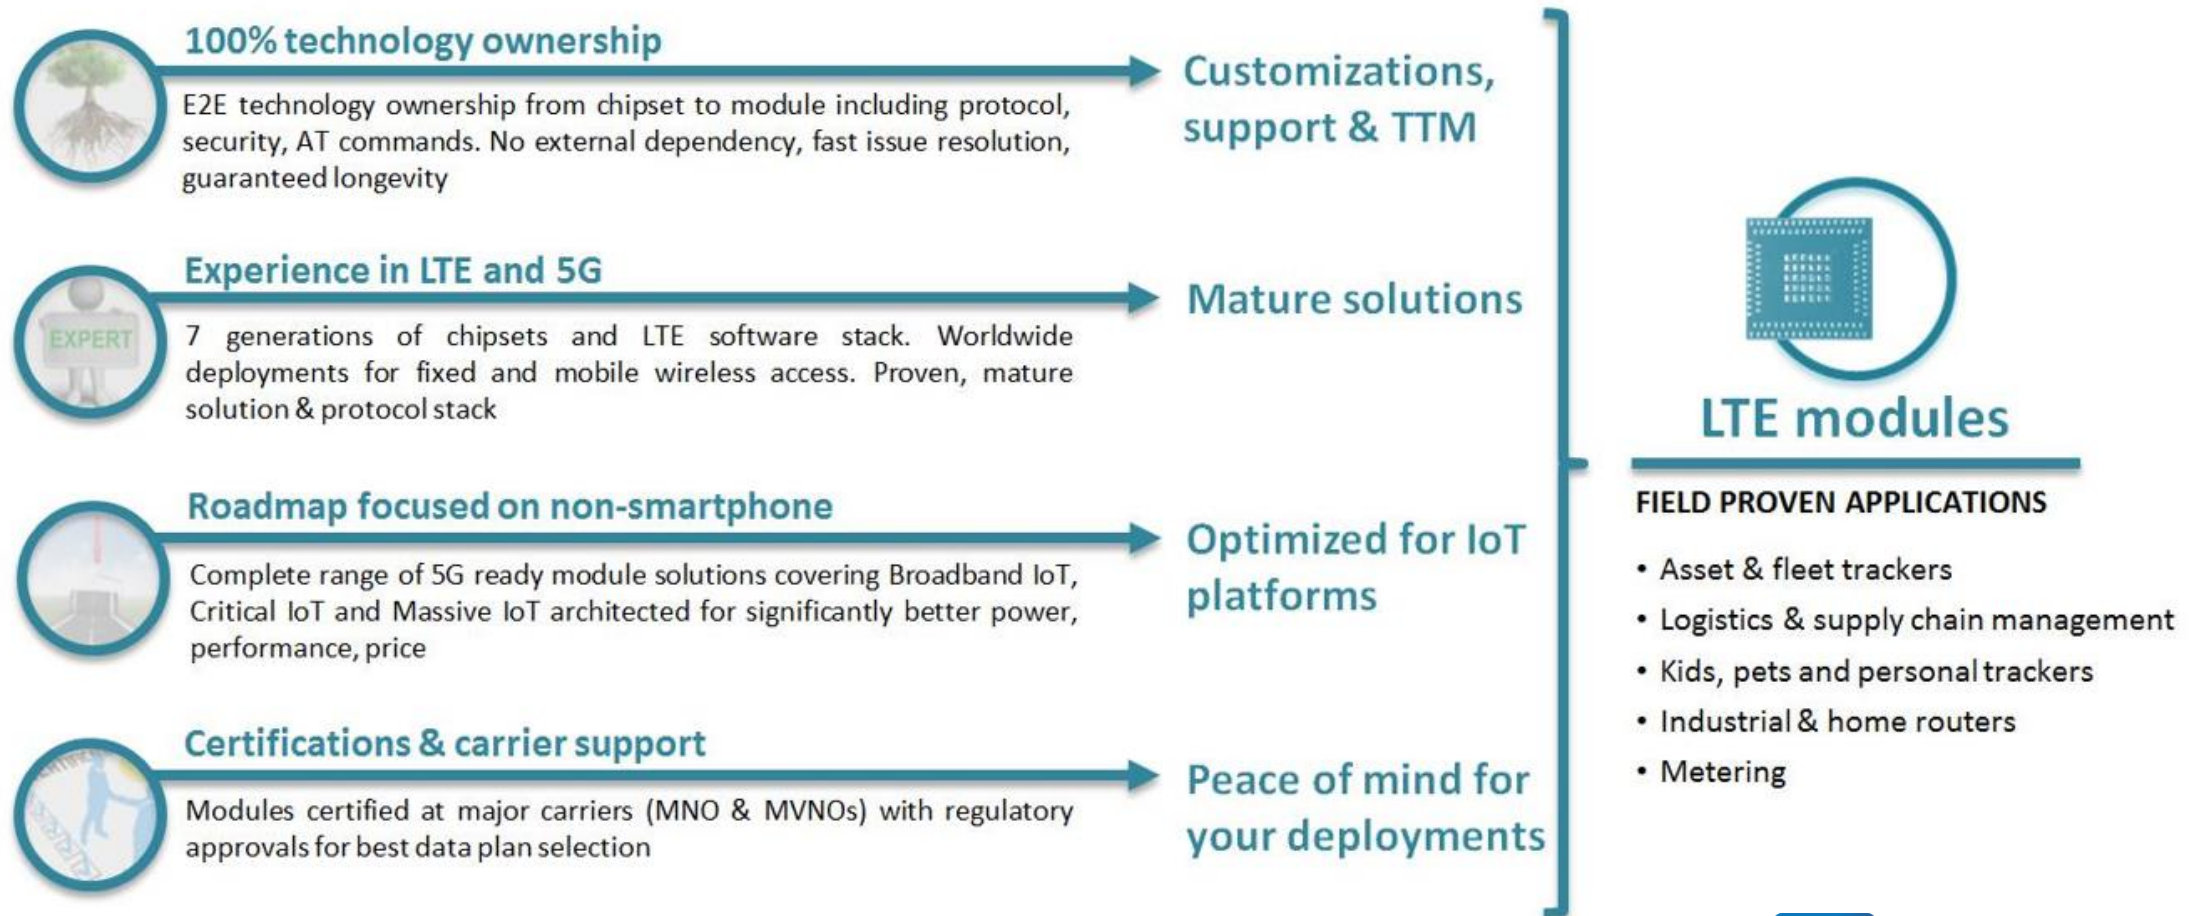 100% technology ownership
E2E technology ownership from chipset to module including protocol,
security, AT commands. No external dependency, fast issue resolution,
guaranteed longevity
Customizations,
support & TTM
EXPERT
Experience in LTE and 5G
7 generations of chipsets and LTE software stack. Worldwide
deployments for fixed and mobile wireless access. Proven, mature
solution & protocol stack
Mature solutions
Roadmap focused on non-smartphone
Complete range of 5G ready module solutions covering Broadband IoT,
Critical IoT and Massive IoT architected for significantly better power,
performance, price
Optimized for IoT
platforms
Certifications & carrier support
Modules certified at major carriers (MNO & MVNOs) with regulatory
approvals for best data plan selection
Peace of mind for
your deployments
LTE modules
FIELD PROVEN APPLICATIONS
• Asset & fleet trackers
• Logistics & supply chain management
• Kids, pets and personal trackers
• Industrial & home routers
• Metering